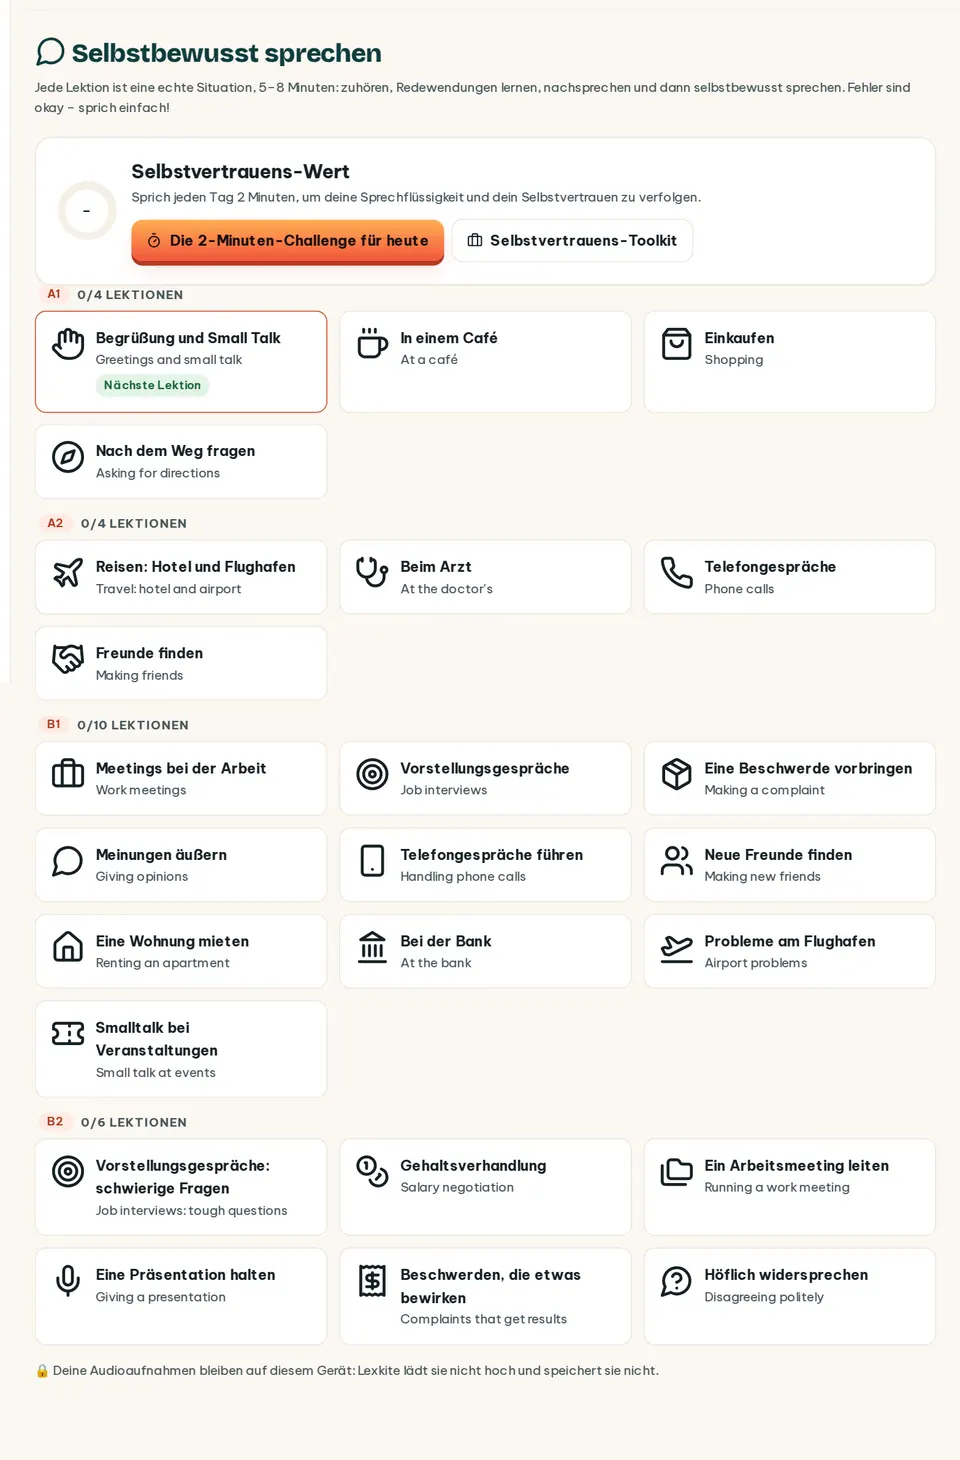 Selbstbewusst sprechen
Jede Lektion ist eine echte Situation, 5–8 Minuten: zuhören, Redewendungen lernen, nachsprechen und dann selbstbewusst sprechen. Fehler sind
okay – sprich einfach!
–
Selbstvertrauens-Wert
Sprich jeden Tag 2 Minuten, um deine Sprechflüssigkeit und dein Selbstvertrauen zu verfolgen.
Die 2-Minuten-Challenge für heute
Selbstvertrauens-Toolkit
A1 0/4 LEKTIONEN
Begrüßung und Small Talk
Greetings and small talk
Nächste Lektion
In einem Café
At a café
Einkaufen
Shopping
Nach dem Weg fragen
Asking for directions
A2 0/4 LEKTIONEN
Reisen: Hotel und Flughafen
Travel: hotel and airport
Beim Arzt
At the doctor's
Telefongespräche
Phone calls
Freunde finden
Making friends
B1 0/10 LEKTIONEN
Meetings bei der Arbeit
Work meetings
Vorstellungsgespräche
Job interviews
Eine Beschwerde vorbringen
Making a complaint
Meinungen äußern
Giving opinions
Telefongespräche führen
Handling phone calls
Neue Freunde finden
Making new friends
Eine Wohnung mieten
Renting an apartment
Bei der Bank
At the bank
Probleme am Flughafen
Airport problems
Smalltalk bei
Veranstaltungen
Small talk at events
B2 0/6 LEKTIONEN
Vorstellungsgespräche:
schwierige Fragen
Job interviews: tough questions
Gehaltsverhandlung
Salary negotiation
Ein Arbeitsmeeting leiten
Running a work meeting
Eine Präsentation halten
Giving a presentation
Beschwerden, die etwas
bewirken
Complaints that get results
Höflich widersprechen
Disagreeing politely
🔒 Deine Audioaufnahmen bleiben auf diesem Gerät: Lexkite lädt sie nicht hoch und speichert sie nicht.